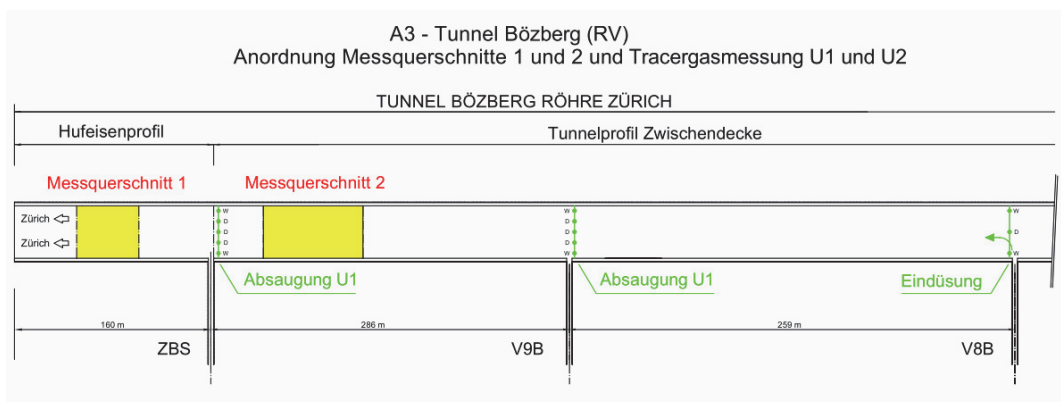 A3 - Tunnel Bözberg (RV)
Anordnung Messquerschnitte 1 und 2 und Tracergasmessung U1 und U2
TUNNEL BÖZBERG RÖHRE ZÜRICH
Hufeisenprofil
Tunnelprofil Zwischendecke
Messquerschnitt 1
Messquerschnitt 2
Zürich
Zürich
W
D
D
D
W
W
D
D
D
W
W
D
W
Absaugung U1
Absaugung U1
Eindüsung
160 m
286 m
259 m
ZBS
V9B
V8B